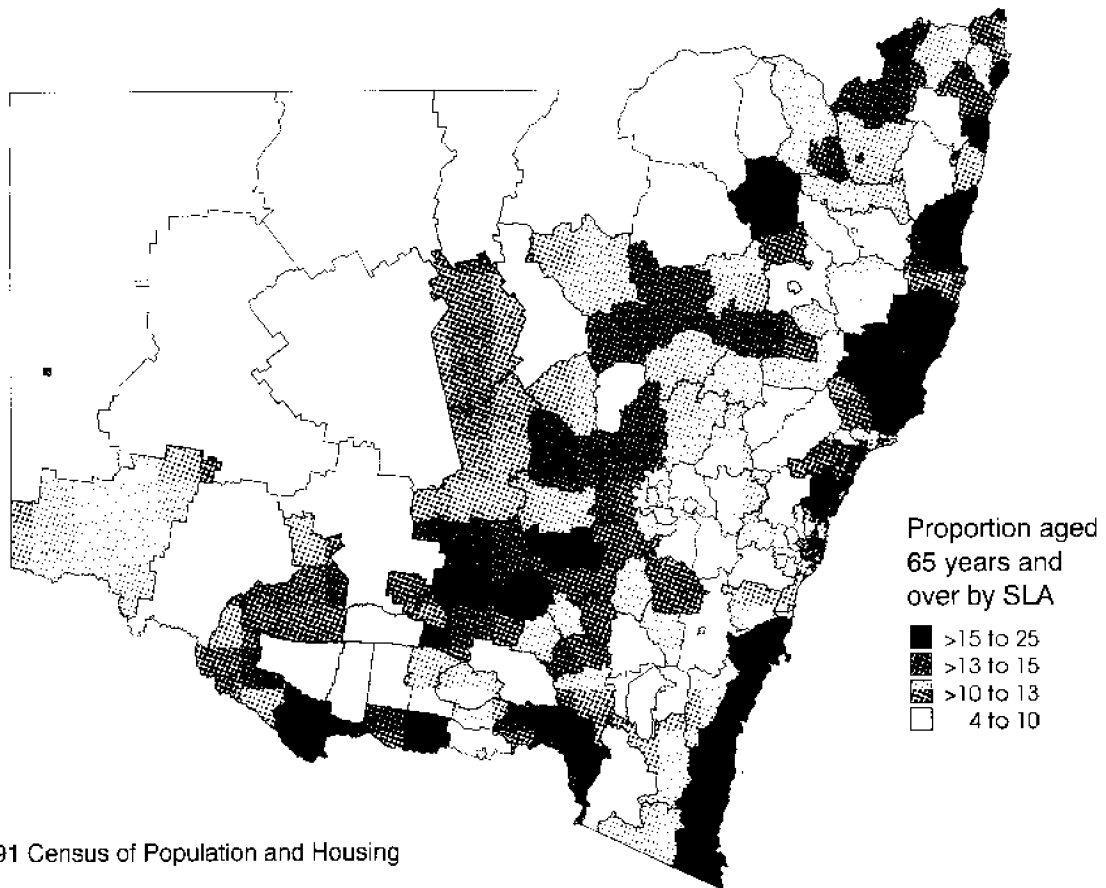 Proportion aged
65 years and
over by SLA
>15 to 25
>13 to 15
>10 to 13
4 to 10
91 Census of Population and Housing